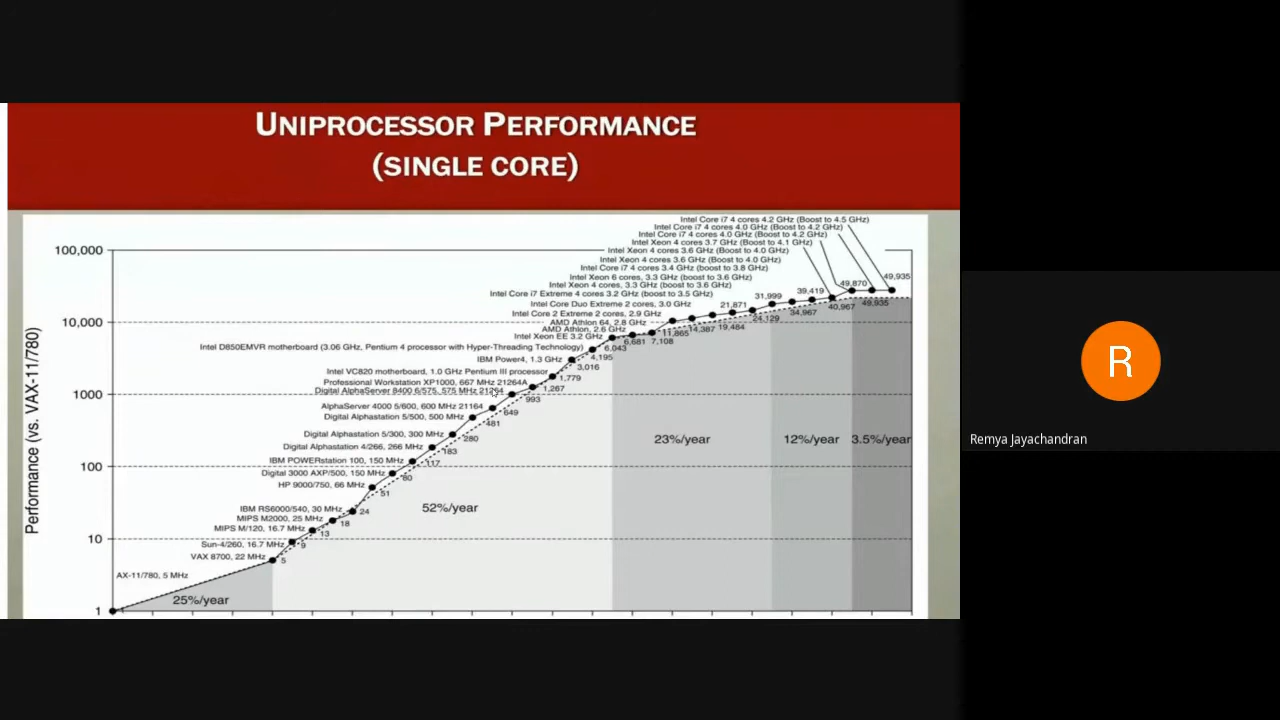 UNIPROCESSOR PERFORMANCE
(SINGLE CORE)
Performance (vs. VAX-11/780)
100,000
10,000
1000
100
10
1
Intel Core i7 4 cores 4.2 GHz (Boost to 4.5 GHz)
Intel Core i7 4 cores 4.0 GHz (Boost to 4.2 GHz)
Intel Core i7 4 cores 4.0 GHz (Boost to 4.2 GHz)
Intel Xeon 4 cores 3.7 GHz (Boost to 4.1 GHz)
Intel Xeon 4 cores 3.6 GHz (Boost to 4.0 GHz)
Intel Xeon 4 cores 3.6 GHz (Boost to 4.0 GHz)
Intel Core i7 4 cores 3.4 GHz (boost to 3.8 GHz)
Intel Xeon 6 cores, 3.3 GHz (boost to 3.6 GHz)
Intel Xeon 4 cores, 3.3 GHz (boost to 3.6 GHz)
Intel Core i7 Extreme 4 cores 3.2 GHz (boost to 3.5 GHz)
Intel Core Duo Extreme 2 cores, 3.0 GHz
Intel Core 2 Extreme 2 cores, 2.9 GHz
AMD Athlon 64, 2.8 GHz
AMD Athlon, 2.6 GHz
Intel Xeon EE 3.2 GHz
Intel D850EMVR motherboard (3.06 GHz, Pentium 4 processor with Hyper-Threading Technology)
IBM Power4, 1.3 GHz
Intel VC820 motherboard, 1.0 GHz Pentium III processor
Professional Workstation XP1000, 667 MHz 21264A
Digital AlphaServer 8400 6/575, 575 MHz 21264
AlphaServer 4000 5/600, 600 MHz 21164
Digital Alphastation 5/500, 500 MHz
Digital Alphastation 5/300, 300 MHz
Digital Alphastation 4/266, 266 MHz
IBM POWERstation 100, 150 MHz
Digital 3000 AXP/500, 150 MHz
HP 9000/750, 66 MHz
IBM RS6000/540, 30 MHz
MIPS M2000, 25 MHz
MIPS M/120, 16.7 MHz
Sun-4/260, 16.7 MHz
VAX 8700, 22 MHz
AX-11/780, 5 MHz
5
9
13
18
24
51
80
117
183
280
481
649
993
1,267
1,779
3,016
4,195
6,043
6,681
7,108
11,865
14,387
19,484
21,871
24,129
31,999
34,967
39,419
40,967
49,870
49,935
49,935
25%/year
52%/year
23%/year
12%/year
3.5%/year
R
Remya Jayachandran